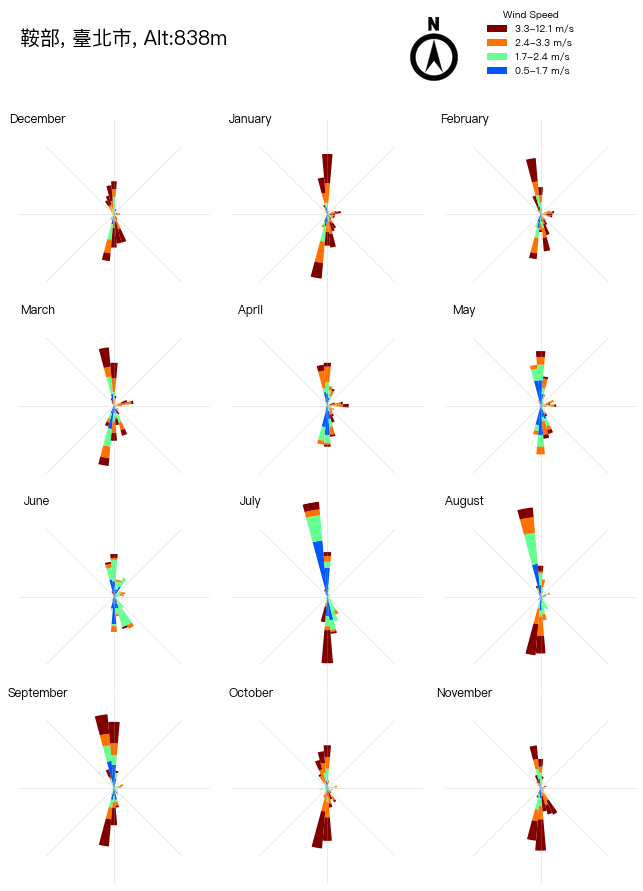 鞍部, 臺北市, Alt:838m
N
Wind Speed
3.3–12.1 m/s
2.4–3.3 m/s
1.7–2.4 m/s
0.5–1.7 m/s
December
January
February
March
April
May
June
July
August
September
October
November